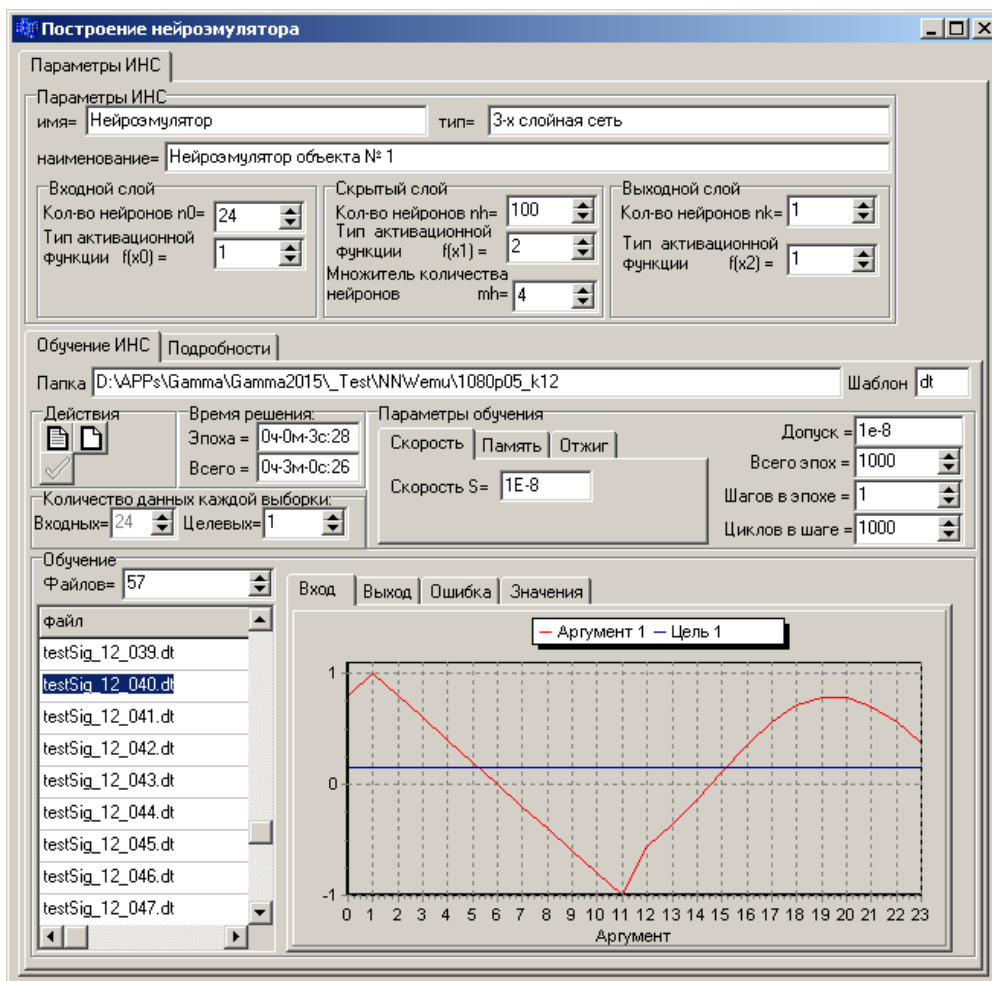 Построение нейроэмулятора
Параметры ИНС
Параметры ИНС
имя= Нейроэмулятор тип= 3-х слойная сеть
наименование= Нейроэмулятор объекта № 1
Входной слой Скрытый слой Выходной слой
Кол-во нейронов n0= 24 Кол-во нейронов nh= 100 Кол-во нейронов nk= 1
Тип активационной Тип активационной Тип активационной
функции f(x0) = 1 функции f(x1) = 2 функции f(x2) = 1
Множитель количества
нейронов mh= 4
Обучение ИНС Подробности
Папка D:\APPs\Gamma\Gamma2015\_Test\NNWemu\1080p05_k12 Шаблон dt
Действия Время решения: Параметры обучения
Эпоха = 0ч-0м-3с:28 Скорость Память Отжиг Допуск = 1e-8
Всего = 0ч-3м-0с:26 Всего эпох = 1000
Скорость S= 1E-8 Шагов в эпохе = 1
Количество данных каждой выборки:
Входных= 24 Целевых= 1 Циклов в шаге = 1000
Обучение
Файлов= 57 Вход Выход Ошибка Значения
файл
Аргумент 1 Цель 1
testSig_12_039.dt
testSig_12_040.dt
testSig_12_041.dt
testSig_12_042.dt
testSig_12_043.dt
testSig_12_044.dt
testSig_12_045.dt
testSig_12_046.dt
testSig_12_047.dt
1
0
-1
0 1 2 3 4 5 6 7 8 9 10 11 12 13 14 15 16 17 18 19 20 21 22 23
Аргумент